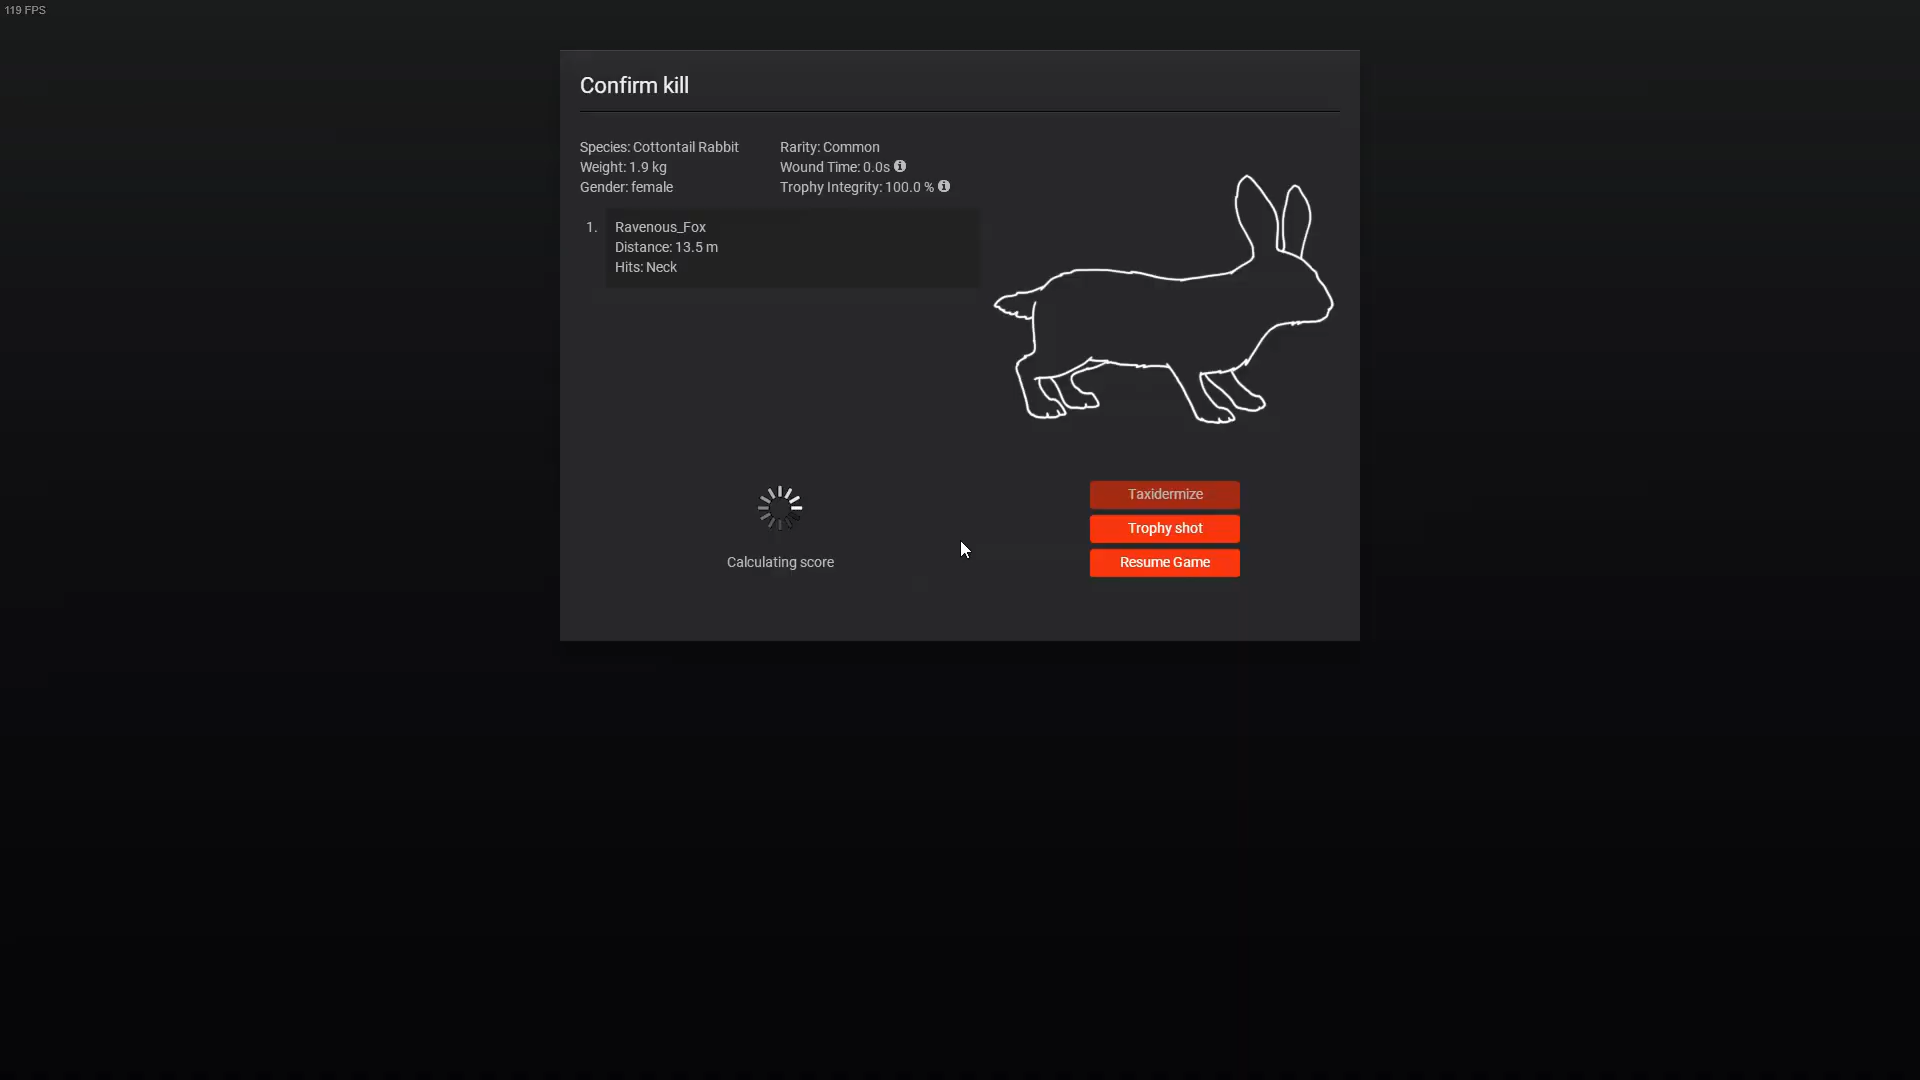 119 FPS
Confirm kill
Species: Cottontail Rabbit
Weight: 1.9 kg
Gender: female
Rarity: Common
Wound Time: 0.0s
Trophy Integrity: 100.0 %
1.
Ravenous_Fox
Distance: 13.5 m
Hits: Neck
Calculating score
Taxidermize
Trophy shot
Resume Game